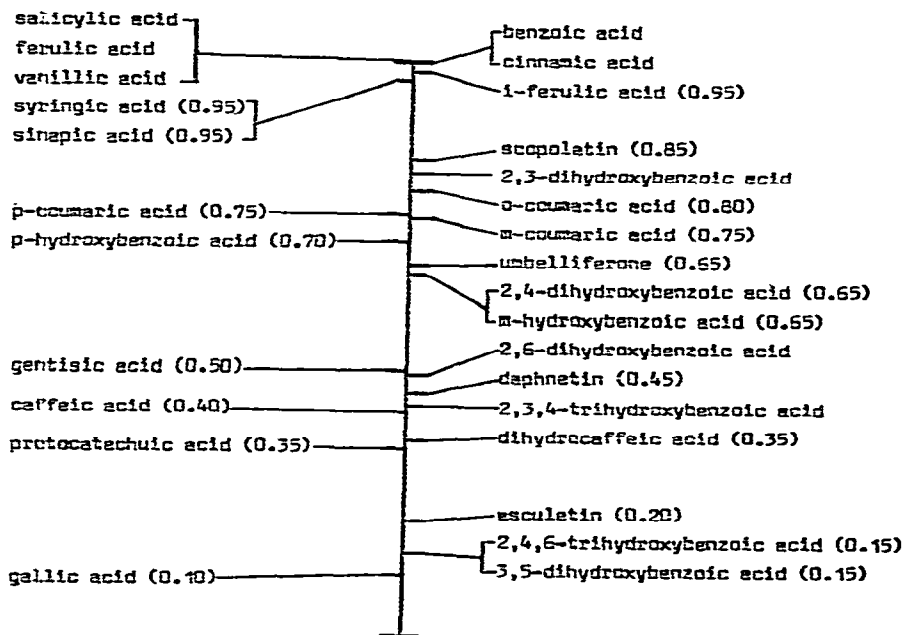 salicylic acid
ferulic acid
vanillic acid
syringic acid (0.95)
sinapic acid (0.95)
p-coumaric acid (0.75)
p-hydroxybenzoic acid (0.70)
gentisic acid (0.50)
caffeic acid (0.40)
protocatechuic acid (0.35)
gallic acid (0.10)
benzoic acid
cinnamic acid
i-ferulic acid (0.95)
scopolatin (0.85)
2,3-dihydroxybenzoic acid
o-coumaric acid (0.80)
m-coumaric acid (0.75)
umbelliferone (0.65)
2,4-dihydroxybenzoic acid (0.65)
m-hydroxybenzoic acid (0.65)
2,6-dihydroxybenzoic acid
daphnetin (0.45)
2,3,4-trihydroxybenzoic acid
dihydrocaffeic acid (0.35)
esculetin (0.20)
2,4,6-trihydroxybenzoic acid (0.15)
3,5-dihydroxybenzoic acid (0.15)